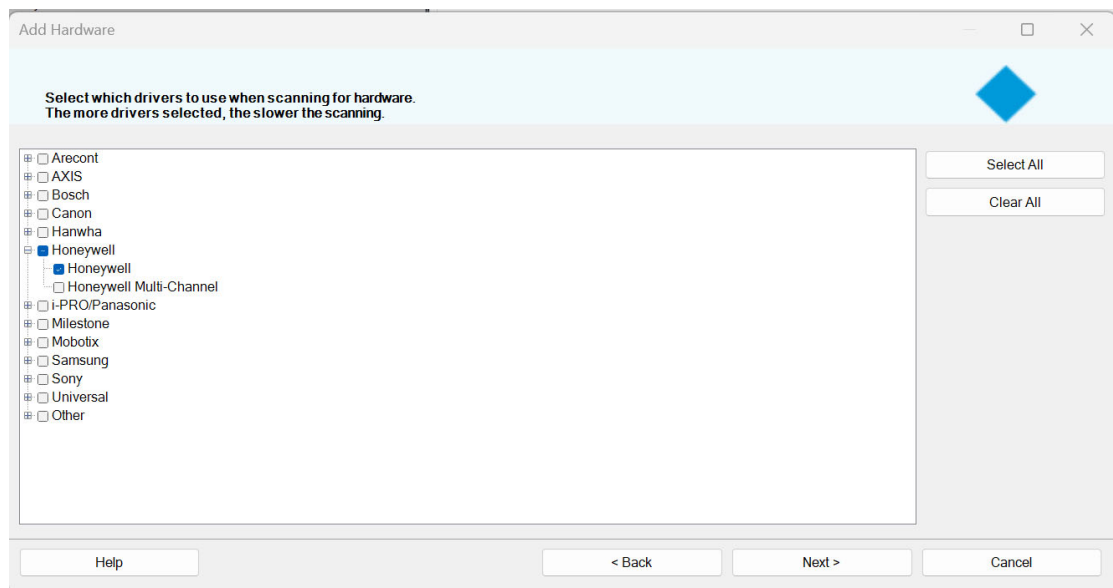 Add Hardware
Select which drivers to use when scanning for hardware.
The more drivers selected, the slower the scanning.
Arecont
AXIS
Bosch
Canon
Hanwha
Honeywell
Honeywell
Honeywell Multi-Channel
i-PRO/Panasonic
Milestone
Mobotix
Samsung
Sony
Universal
Other
Select All
Clear All
Help
< Back
Next >
Cancel